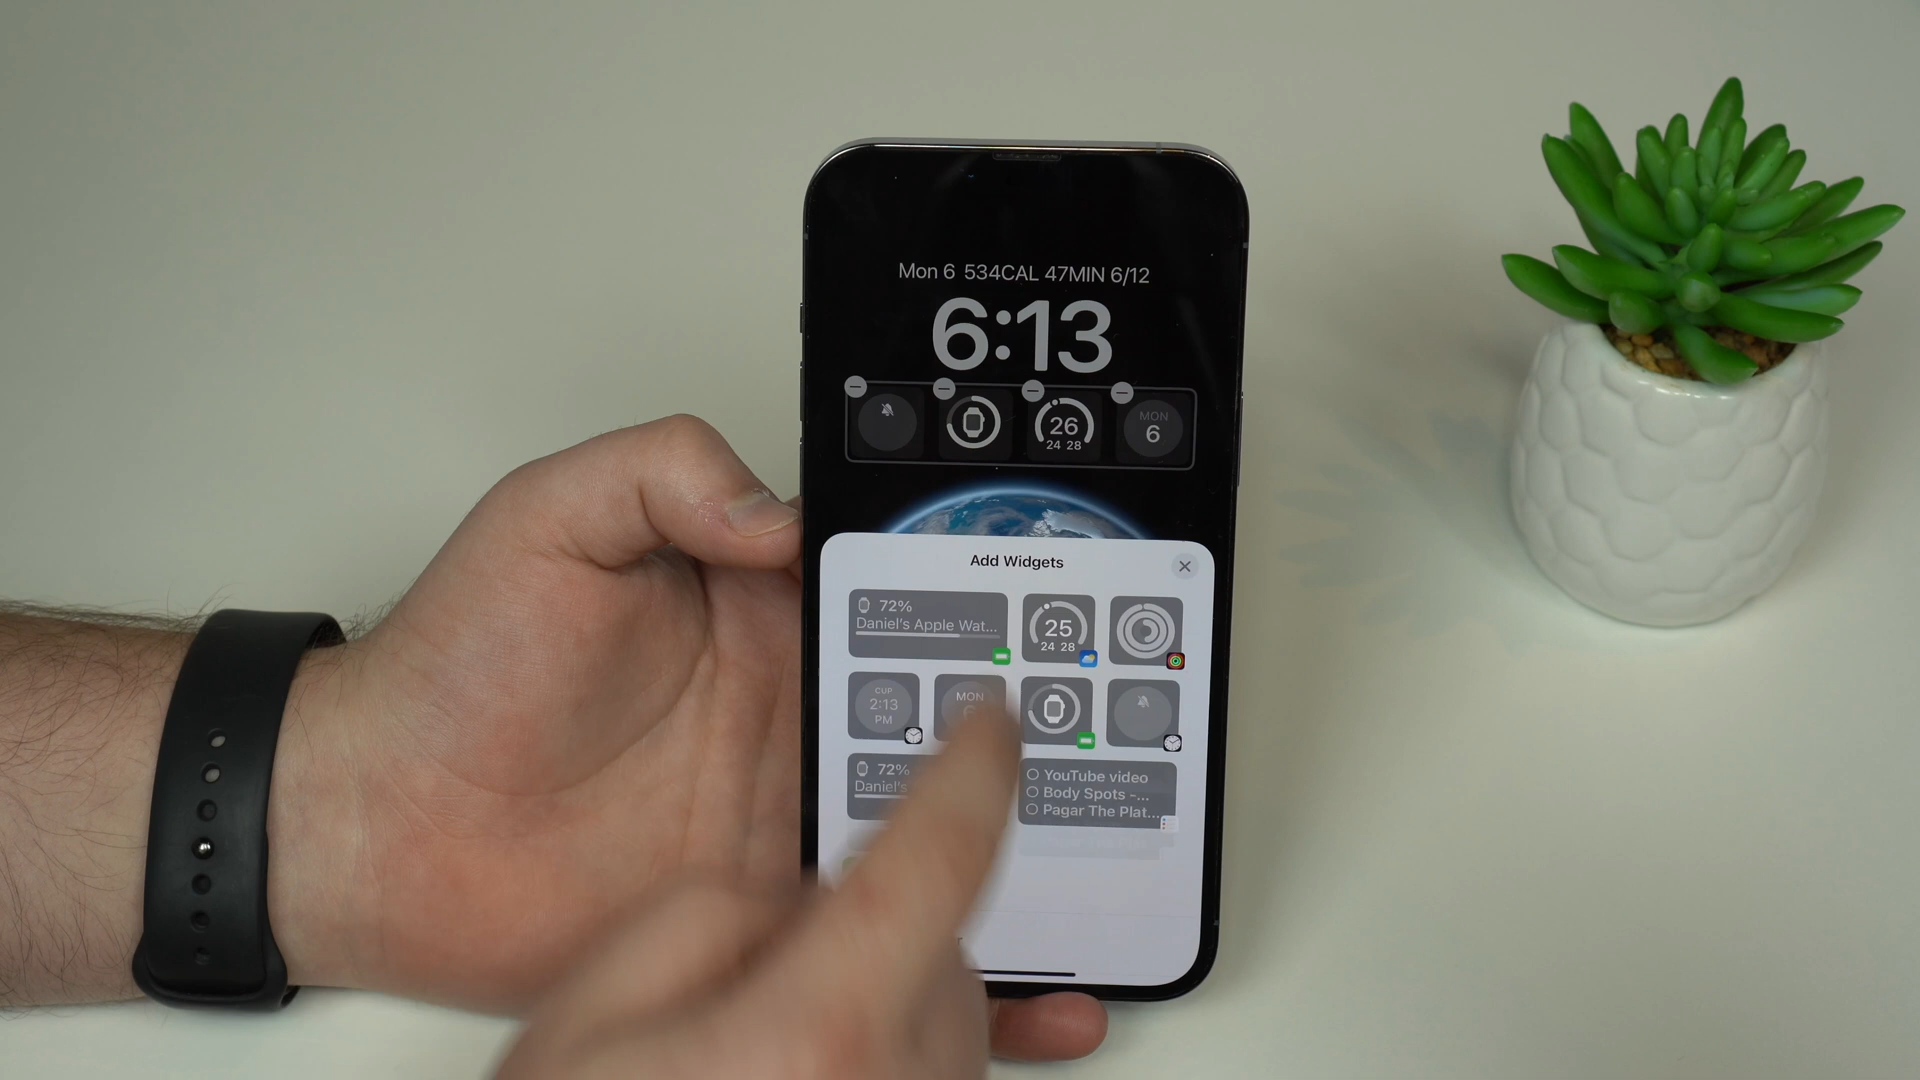 Mon 6 534CAL 47MIN 6/12
6:13
26
24 28
MON
6
Add Widgets
72%
Daniel's Apple Wat...
25
24 28
CUP
2:13
PM
MON
72%
Daniel's
YouTube video
Body Spots -...
Pagar The Plat...